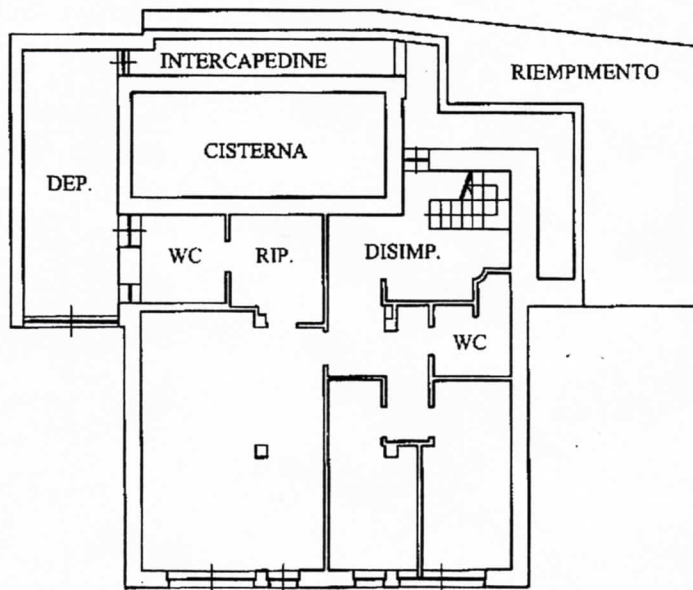 INTERCAPEDINE
RIEMPIMENTO
CISTERNA
DEP.
WC
RIP.
DISIMP.
WC